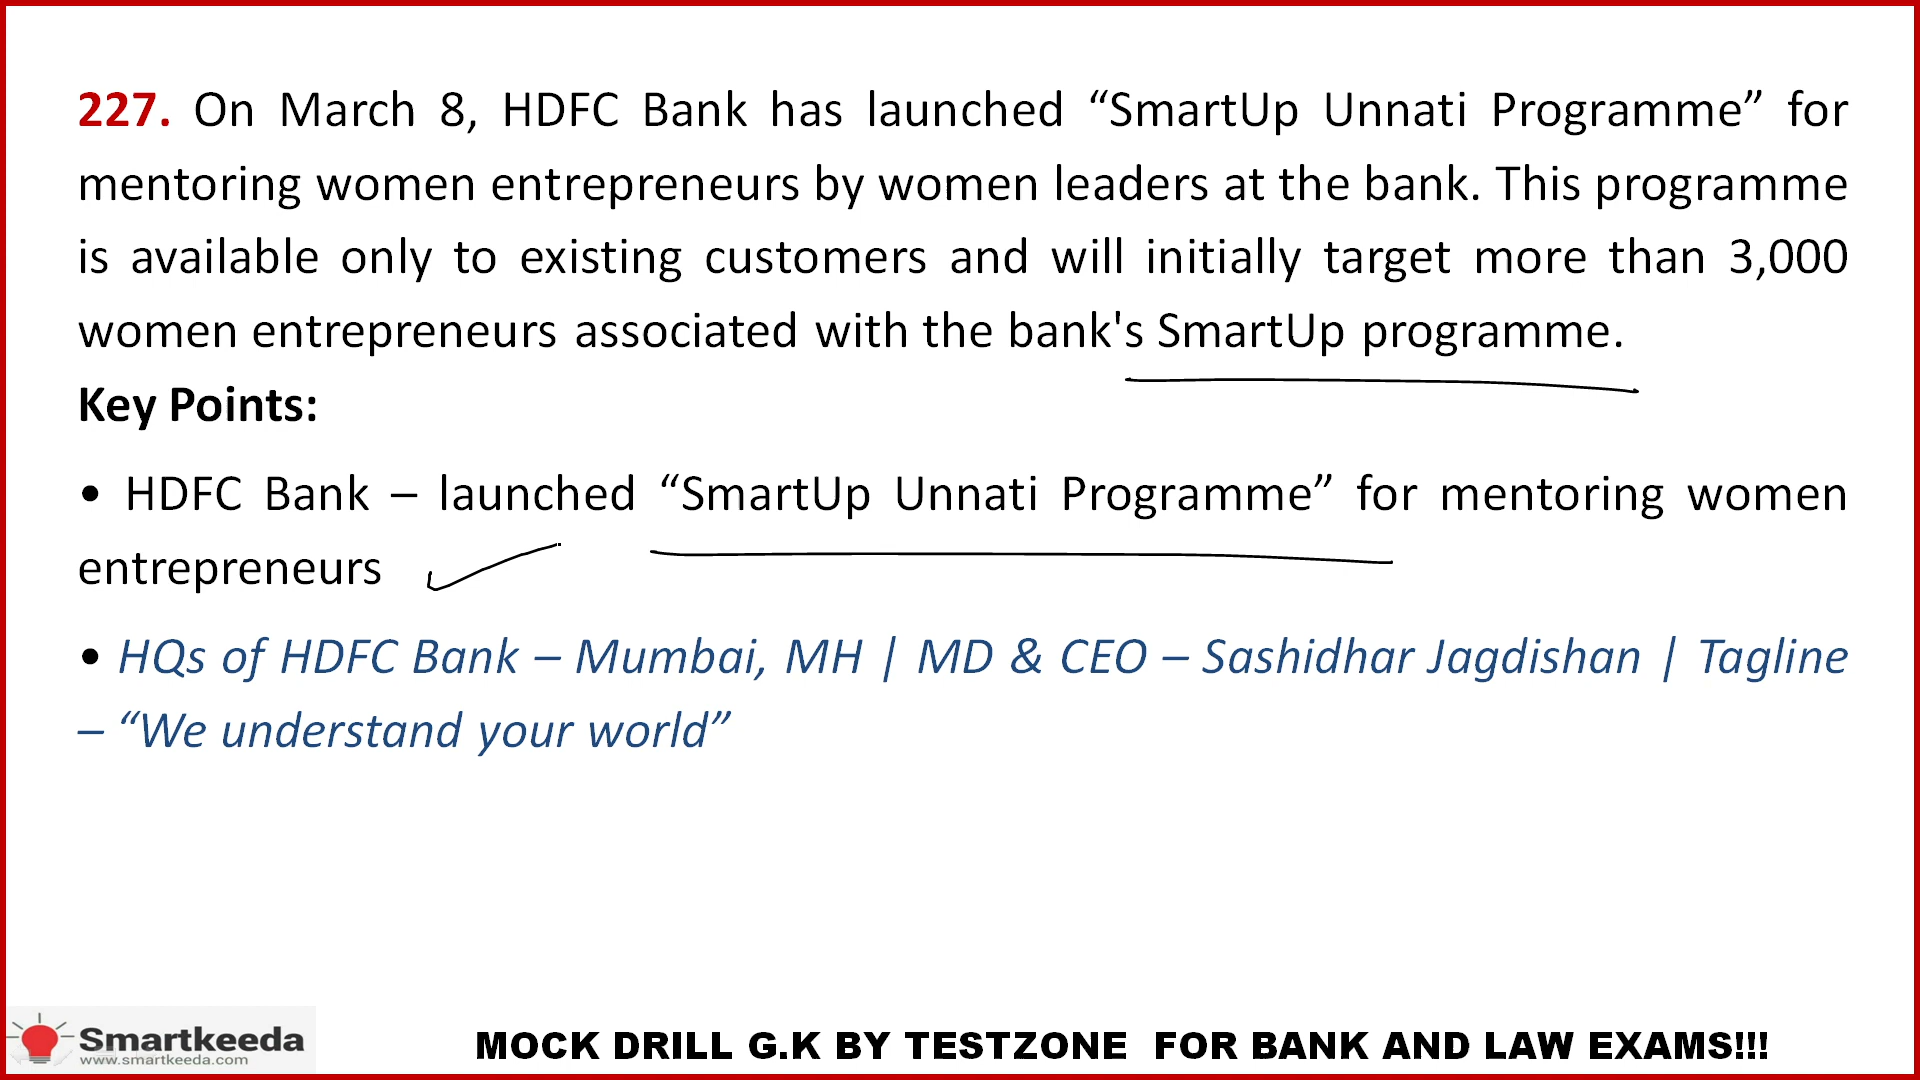 227. On March 8, HDFC Bank has launched “SmartUp Unnati Programme” for
mentoring women entrepreneurs by women leaders at the bank. This programme
is available only to existing customers and will initially target more than 3,000
women entrepreneurs associated with the bank's SmartUp programme.
Key Points:
• HDFC Bank – launched “SmartUp Unnati Programme” for mentoring women
entrepreneurs
• HQs of HDFC Bank – Mumbai, MH | MD & CEO – Sashidhar Jagdishan | Tagline
– “We understand your world”
Smartkeeda
www.smartkeeda.com
MOCK DRILL G.K BY TESTZONE FOR BANK AND LAW EXAMS!!!